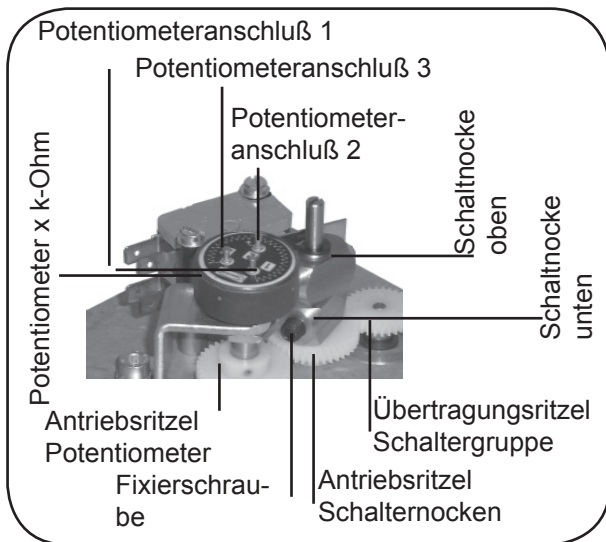 Potentiometeranschluß 1
Potentiometeranschluß 3
Potentiometer-
anschluß 2
Potentiometer x k-Ohm
Schaltnocke
oben
Schaltnocke
unten
Antriebsritzel
Potentiometer
Fixierschrau-
be
Übertragungsritzel
Schaltergruppe
Antriebsritzel
Schalternocken